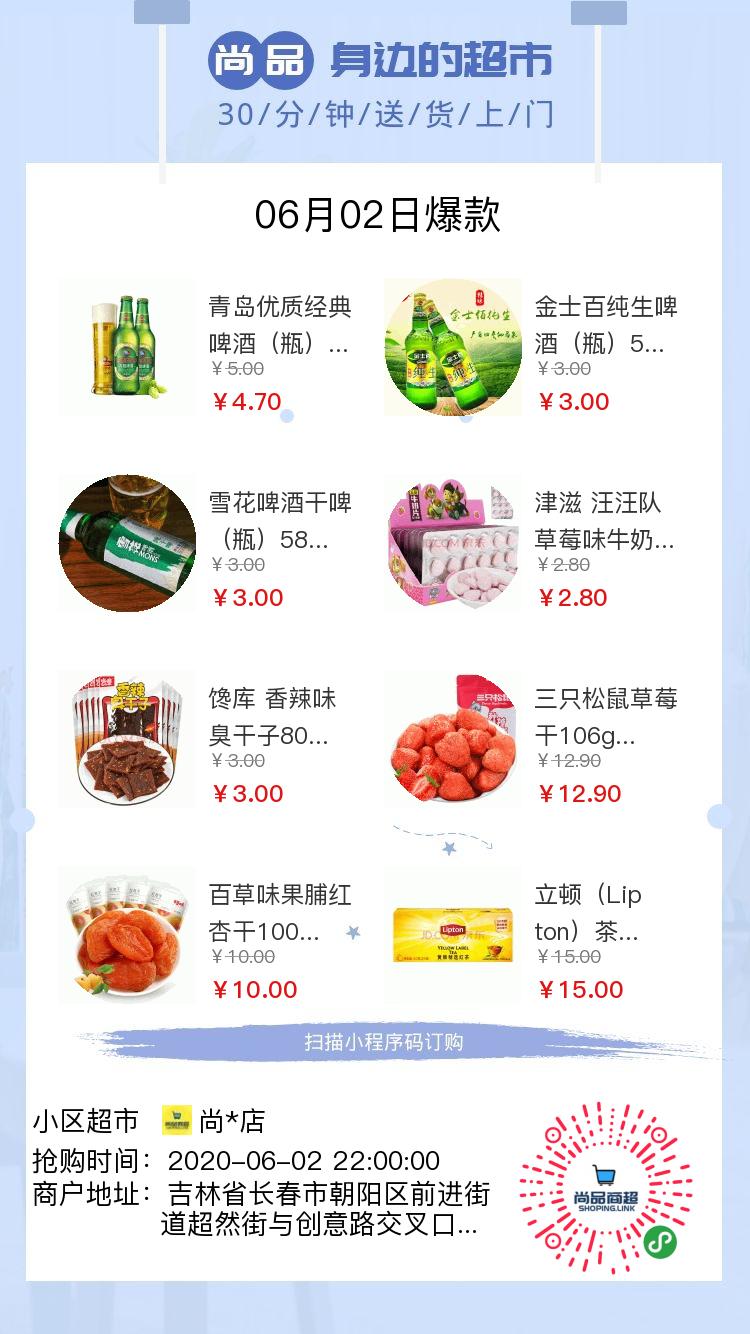 尚品 身边的超市
30/分/钟/送/货/上/门
06月02日爆款
青岛优质经典
啤酒（瓶）...
￥5.00
￥4.70
金士百纯生啤
酒（瓶）5...
￥3.00
￥3.00
雪花啤酒干啤
（瓶）58...
￥3.00
￥3.00
津滋 汪汪队
草莓味牛奶...
￥2.80
￥2.80
馋库 香辣味
臭干子80...
￥3.00
￥3.00
三只松鼠草莓
干106g...
￥12.90
￥12.90
百草味果脯红
杏干100...
￥10.00
￥10.00
立顿（Lip
ton）茶...
￥15.00
￥15.00
Lipton
YELLOW LABEL
TEA
扫描小程序码订购
小区超市 尚*店
抢购时间：2020-06-02 22:00:00
商户地址：吉林省长春市朝阳区前进街
道超然街与创意路交叉口...
尚品商超
SHOPING.LINK